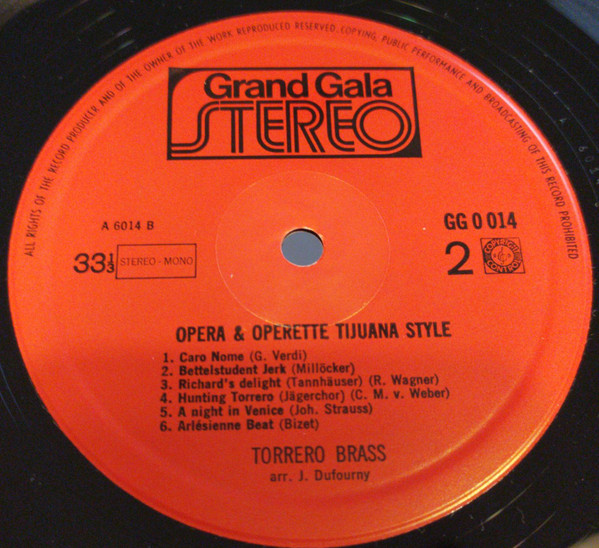 ALL RIGHTS OF THE RECORD PRODUCER AND OF THE OWNER OF THE WORK REPRODUCED RESERVED. COPYING, PUBLIC PERFORMANCE AND BROADCASTING OF THIS RECORD PROHIBITED
Grand Gala
STEREO
A 6014 B
GG 0 014
33⅓
STEREO - MONO
2
COPYRIGHT
CONTROL
OPERA & OPERETTE TIJUANA STYLE
1. Caro Nome (G. Verdi)
2. Bettelstudent Jerk (Millöcker)
3. Richard's delight (Tannhäuser) (R. Wagner)
4. Hunting Torrero (Jägerchor) (C. M. v. Weber)
5. A night in Venice (Joh. Strauss)
6. Arlésienne Beat (Bizet)
TORRERO BRASS
arr. J. Dufourny